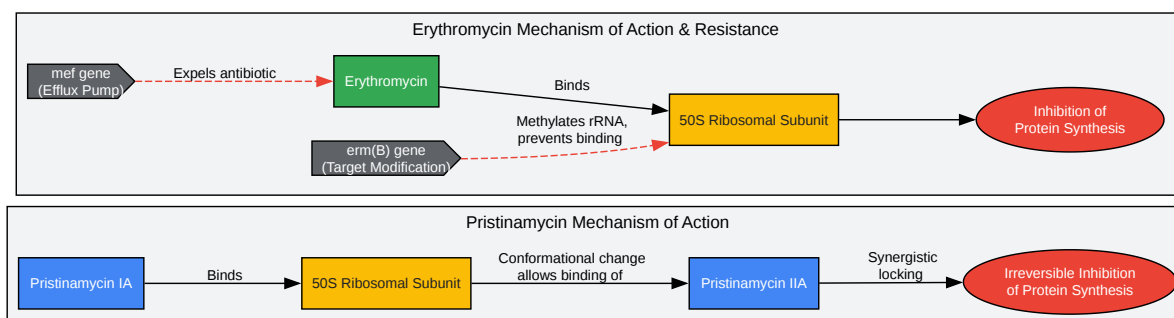 Erythromycin Mechanism of Action & Resistance
mef gene
(Efflux Pump)
Expels antibiotic
Erythromycin
Binds
Methylates rRNA,
prevents binding
erm(B) gene
(Target Modification)
50S Ribosomal Subunit
Inhibition of
Protein Synthesis
Pristinamycin Mechanism of Action
Pristinamycin IA
Binds
50S Ribosomal Subunit
Conformational change
allows binding of
Pristinamycin IIA
Synergistic
locking
Irreversible Inhibition
of Protein Synthesis